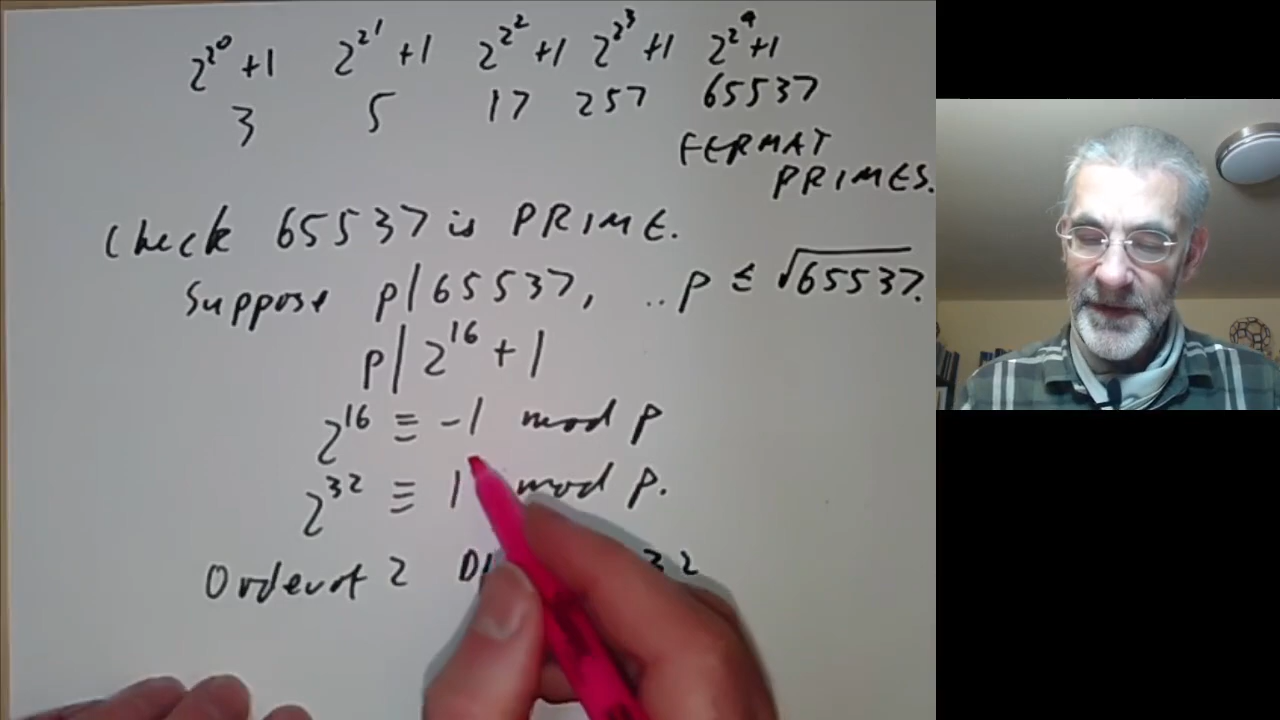 2^{2^0}+1 2^{2^1}+1 2^{2^2}+1 2^{2^3}+1 2^{2^4}+1
3 5 17 257 65537
FERMAT
PRIMES.
Check 65537 is PRIME.
Suppose p|65537, .. p ≤ √65537.
p|2^{16}+1
2^{16} ≡ -1 mod p
2^{32} ≡ 1 mod p.
Order of 2 32